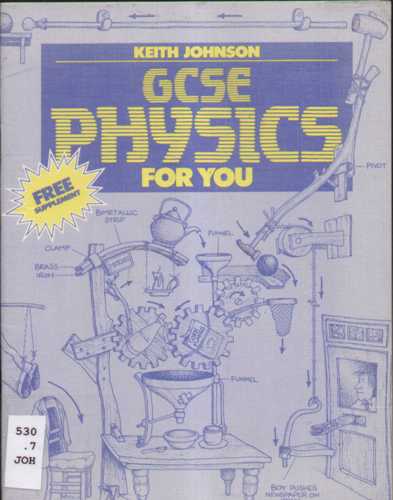 KEITH JOHNSON
GCSE
PHYSICS
FOR YOU
FREE
SUPPLEMENT
PIVOT
BIMETALLIC
STRIP
FUNNEL
CLAMP
BRASS
IRON
FUNNEL
530
.7
JOH
BOY PUSHES
NEWSPAPER ON